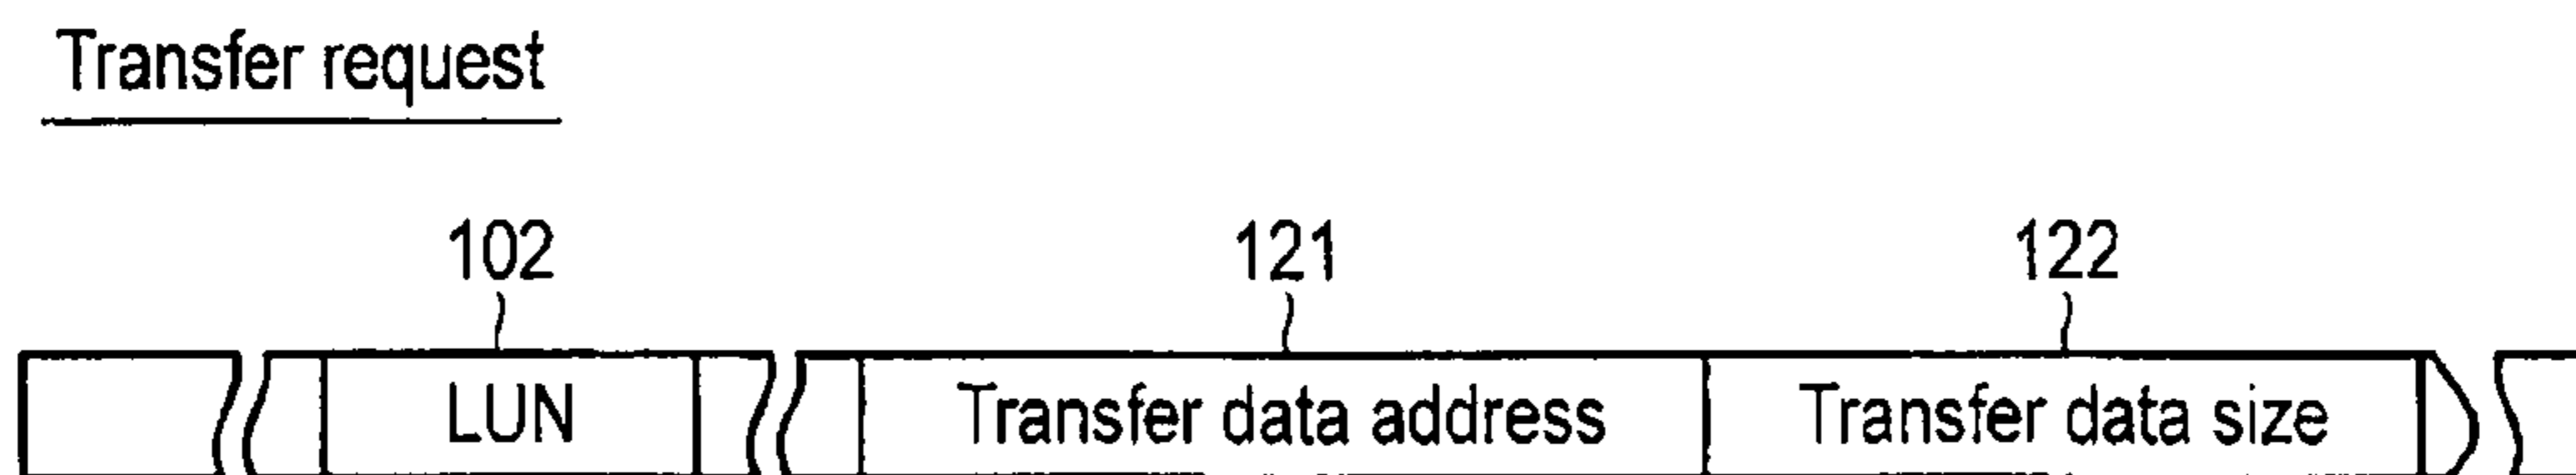 Transfer request
102 121 122
LUN Transfer data address Transfer data size